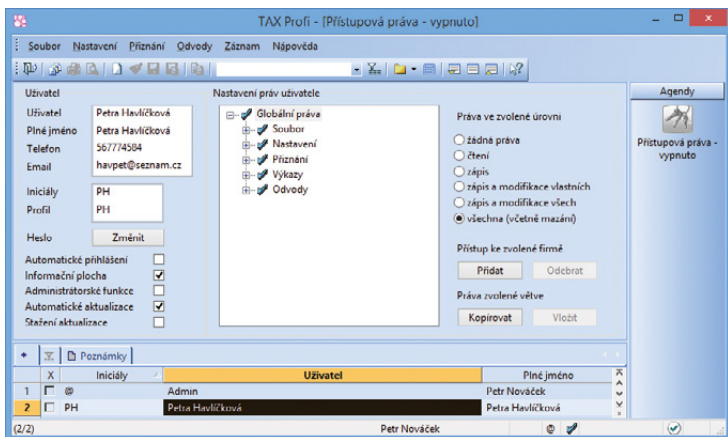 TAX Profi - [Přístupová práva - vypnuto]
Soubor Nastavení Přiznání Odvody Záznam Nápověda
Uživatel
Uživatel Petra Havlíčková
Plné jméno Petra Havlíčková
Telefon 567774584
Email havpet@seznam.cz
Iniciály PH
Profil PH
Heslo Změnit
Automatické přihlášení
Informační plocha
Administrátorské funkce
Automatické aktualizace
Stažení aktualizace
Nastavení práv uživatele
Globální práva
Soubor
Nastavení
Přiznání
Výkazy
Odvody
Práva ve zvolené úrovni
žádná práva
čtení
zápis
zápis a modifikace vlastních
zápis a modifikace všech
všechna (včetně mazání)
Přístup ke zvolené firmě
Přidat Odebrat
Práva zvolené větve
Kopírovat Vložit
Agendy
Přístupová práva -
vypnuto
Poznámky
X Iniciály Uživatel Plné jméno
1 @ Admin Petr Nováček
2 PH Petra Havlíčková Petra Havlíčková
(2/2) Petr Nováček @